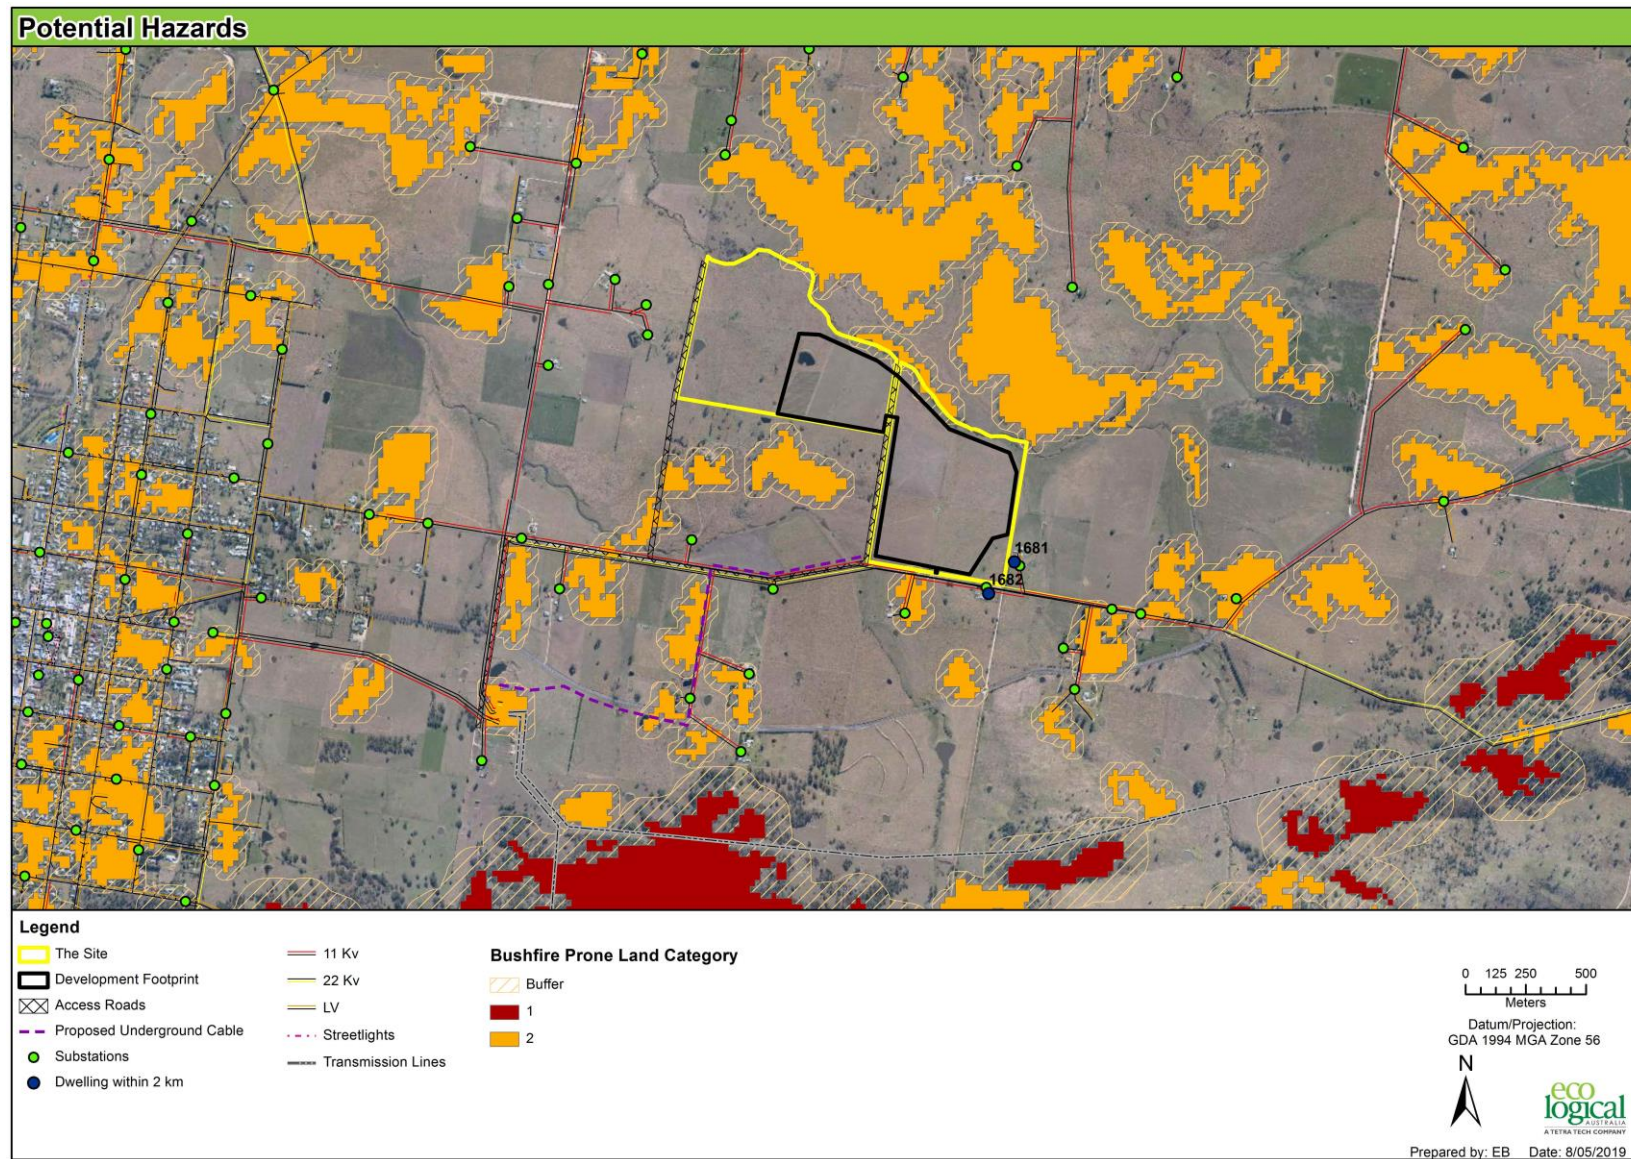 Potential Hazards
1681
1682
Legend
The Site
Development Footprint
Access Roads
Proposed Underground Cable
Substations
Dwelling within 2 km
11 Kv
22 Kv
LV
Streetlights
Transmission Lines
Bushfire Prone Land Category
Buffer
1
2
0 125 250 500
Meters
Datum/Projection:
GDA 1994 MGA Zone 56
N
eco
logical
AUSTRALIA
A TETRA TECH COMPANY
Prepared by: EB Date: 8/05/2019